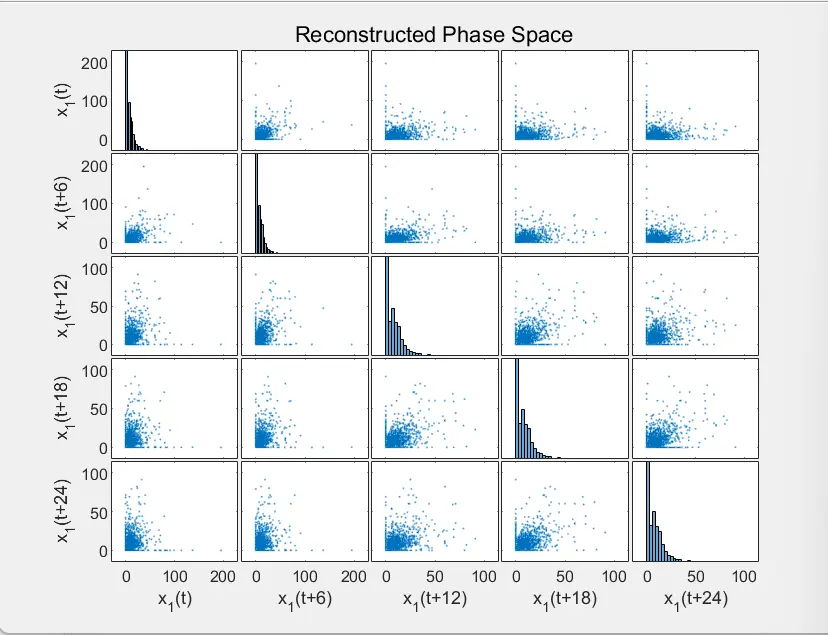 Reconstructed Phase Space
x₁(t)
200
100
0
x₁(t+6)
200
100
0
x₁(t+12)
100
50
0
x₁(t+18)
100
50
0
x₁(t+24)
100
50
0
0 100 200 0 100 200 0 50 100 0 50 100 0 50 100
x₁(t) x₁(t+6) x₁(t+12) x₁(t+18) x₁(t+24)